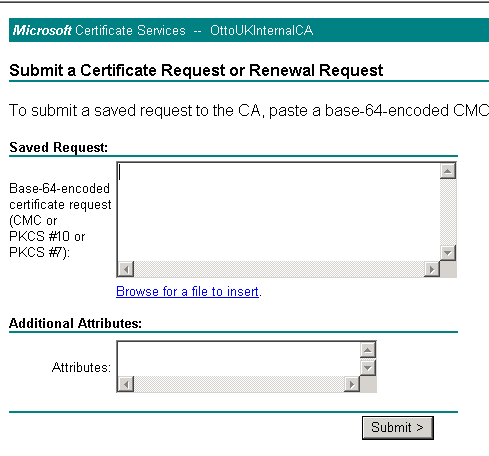 Microsoft Certificate Services -- OttoUKInternalCA
Submit a Certificate Request or Renewal Request
To submit a saved request to the CA, paste a base-64-encoded CMC
Saved Request:
Base-64-encoded
certificate request
(CMC or
PKCS #10 or
PKCS #7):
Browse for a file to insert.
Additional Attributes:
Attributes:
Submit >